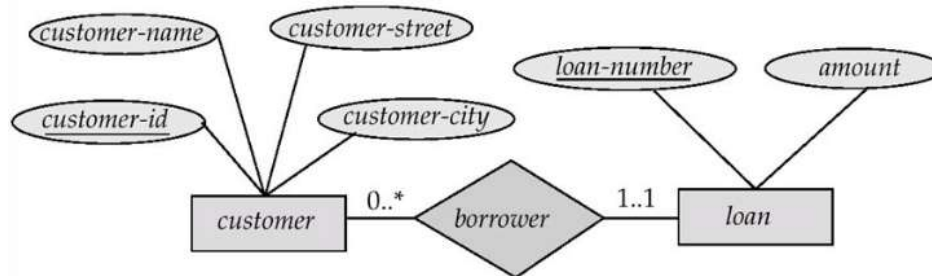 customer-name
customer-street
customer-id
customer-city
loan-number
amount
customer
0..*
borrower
1..1
loan